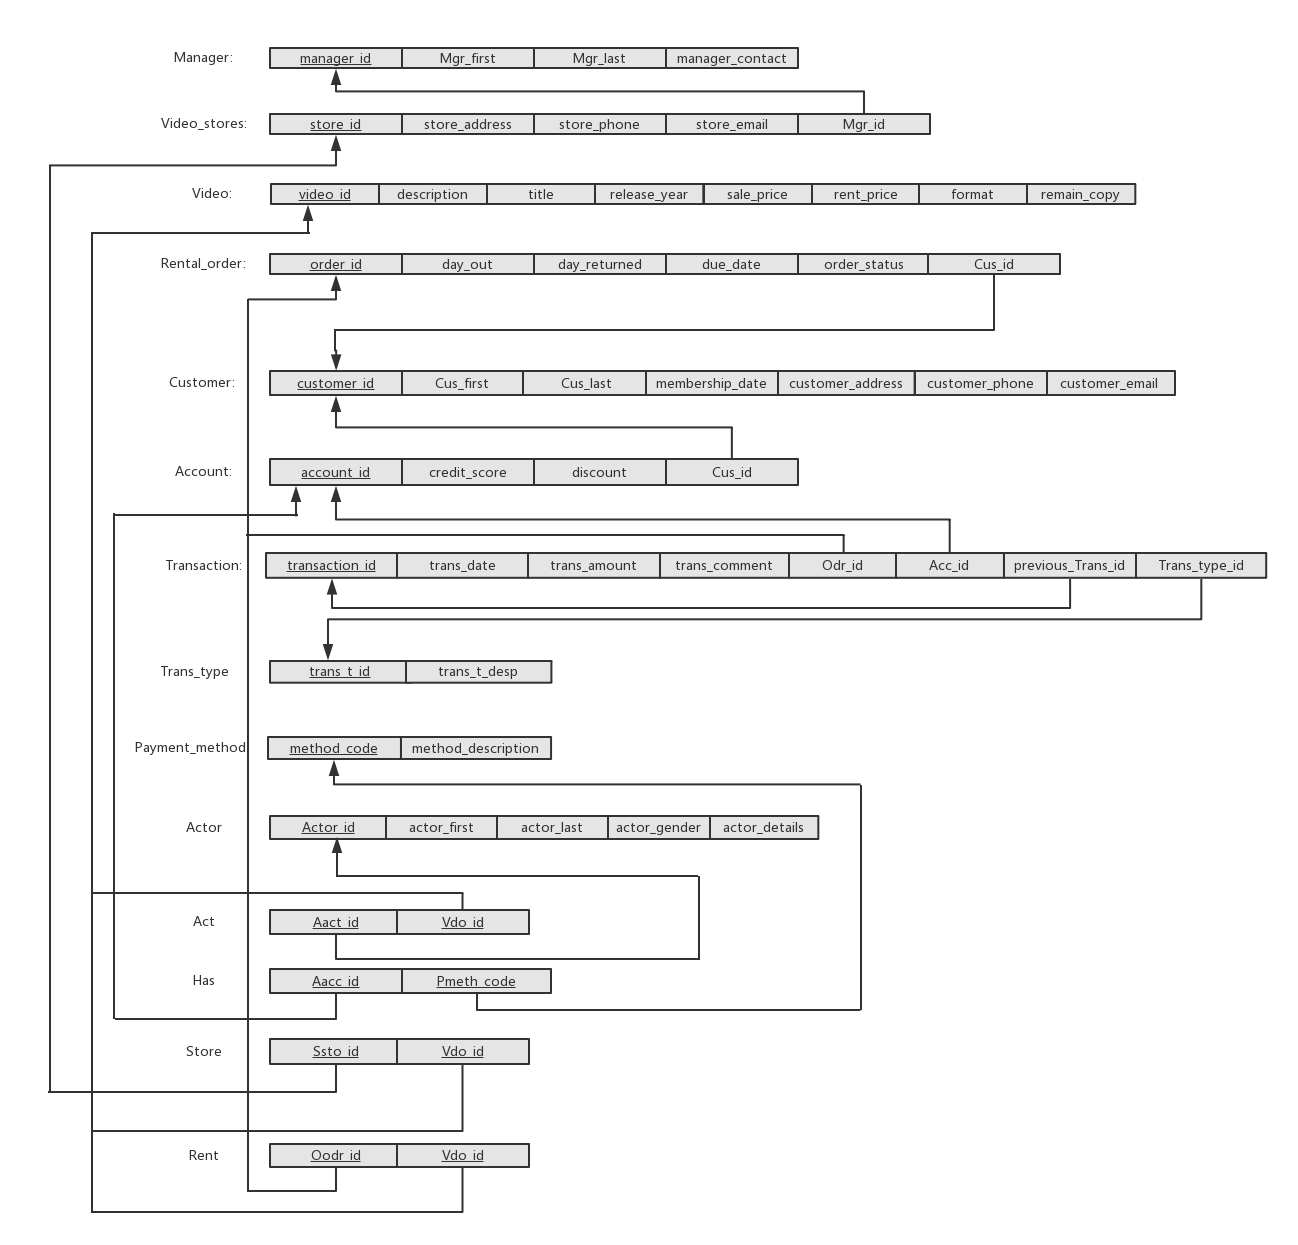 Manager: manager_id Mgr_first Mgr_last manager_contact
Video_stores: store_id store_address store_phone store_email Mgr_id
Video: video_id description title release_year sale_price rent_price format remain_copy
Rental_order: order_id day_out day_returned due_date order_status Cus_id
Customer: customer_id Cus_first Cus_last membership_date customer_address customer_phone customer_email
Account: account_id credit_score discount Cus_id
Transaction: transaction_id trans_date trans_amount trans_comment Odr_id Acc_id previous_Trans_id Trans_type_id
Trans_type trans_t_id trans_t_desp
Payment_method method_code method_description
Actor Actor_id actor_first actor_last actor_gender actor_details
Act Aact_id Vdo_id
Has Aacc_id Pmeth_code
Store Ssto_id Vdo_id
Rent Oodr_id Vdo_id